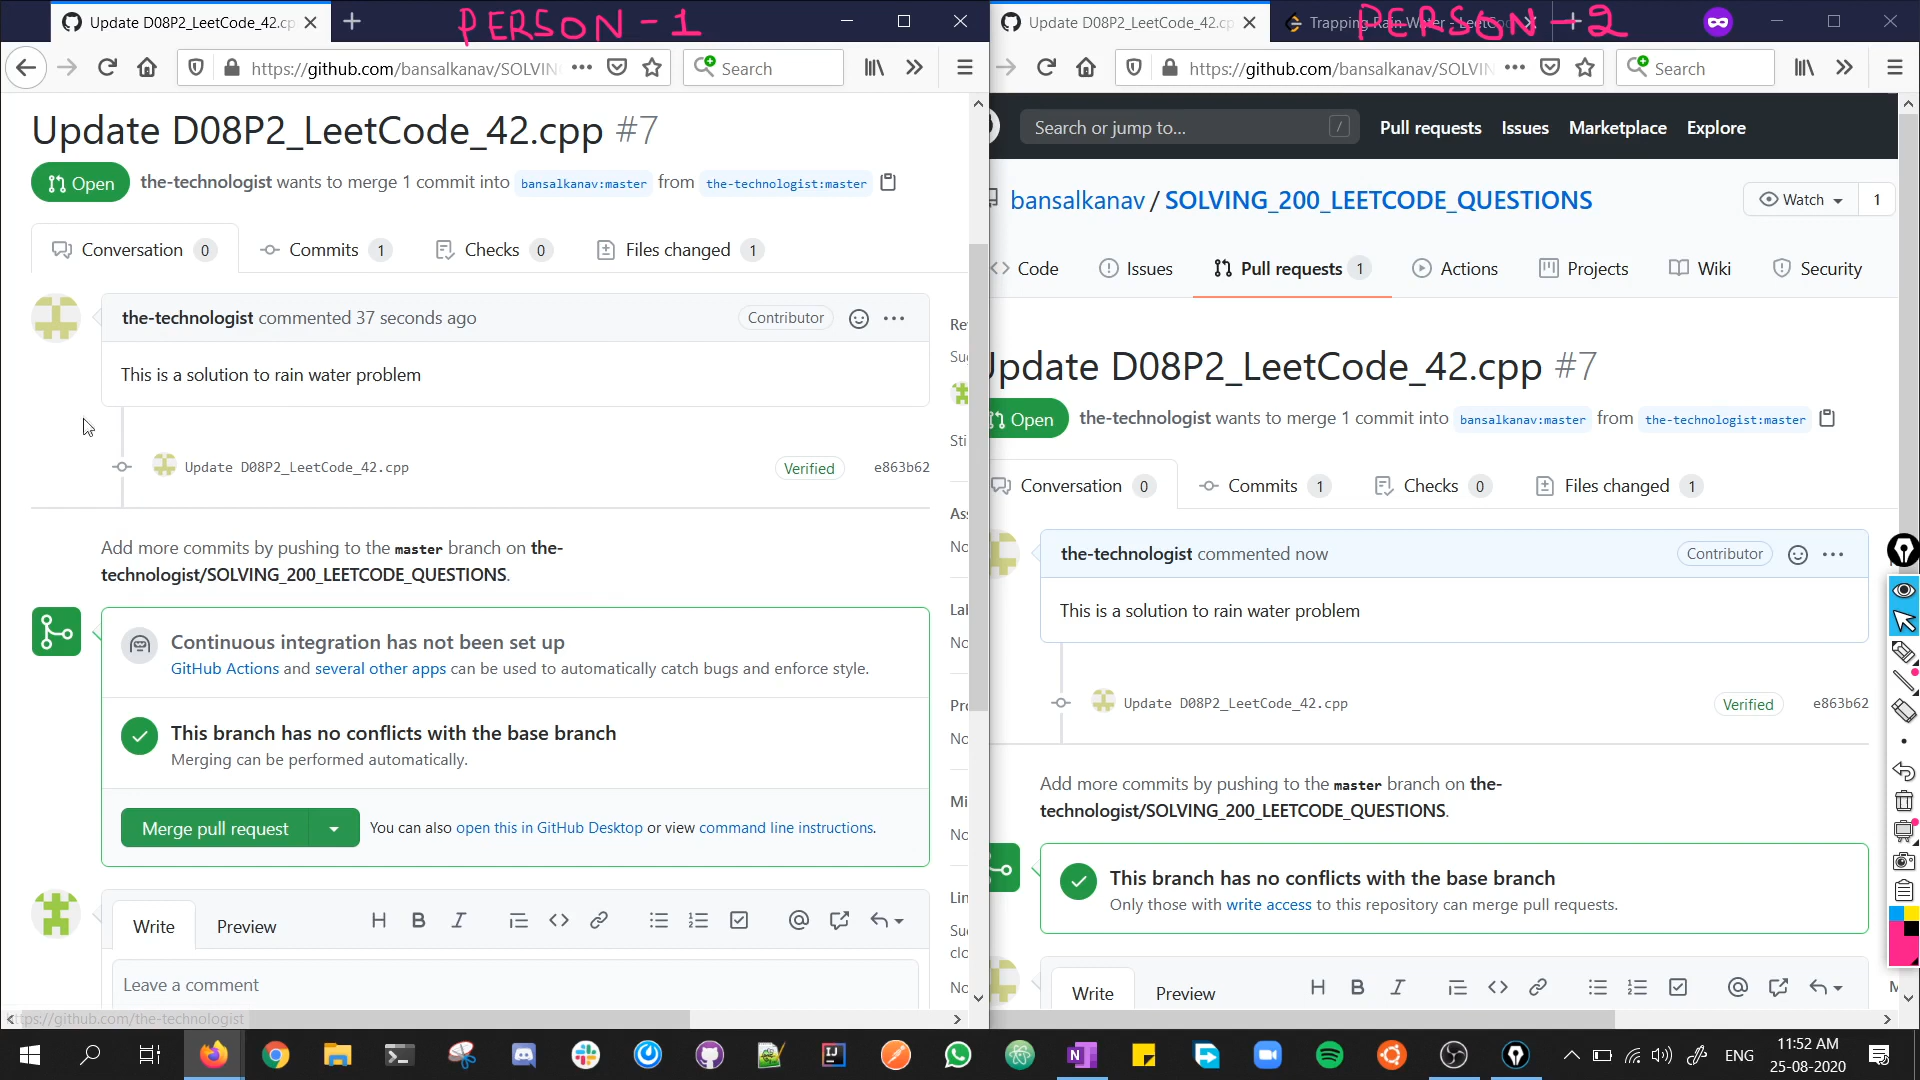 Update D08P2_LeetCode_42.cp
PERSON - 1
https://github.com/bansalkanav/SOLVIN
Search
Update D08P2_LeetCode_42.cpp #7
Open
the-technologist wants to merge 1 commit into bansalkanav:master from the-technologist:master
Conversation 0
Commits 1
Checks 0
Files changed 1
the-technologist commented 37 seconds ago
Contributor
This is a solution to rain water problem
Update D08P2_LeetCode_42.cpp
Verified
e863b62
Add more commits by pushing to the master branch on the-
technologist/SOLVING_200_LEETCODE_QUESTIONS.
Continuous integration has not been set up
GitHub Actions and several other apps can be used to automatically catch bugs and enforce style.
This branch has no conflicts with the base branch
Merging can be performed automatically.
Merge pull request
You can also open this in GitHub Desktop or view command line instructions.
Write
Preview
Leave a comment
https://github.com/the-technologist
Update D08P2_LeetCode_42.cp
Trapping Rain Water - LeetCo
PERSON - 2
https://github.com/bansalkanav/SOLVIN
Search
Search or jump to...
/
Pull requests
Issues
Marketplace
Explore
bansalkanav / SOLVING_200_LEETCODE_QUESTIONS
Watch
1
Code
Issues
Pull requests 1
Actions
Projects
Wiki
Security
Update D08P2_LeetCode_42.cpp #7
Open
the-technologist wants to merge 1 commit into bansalkanav:master from the-technologist:master
Conversation 0
Commits 1
Checks 0
Files changed 1
the-technologist commented now
Contributor
This is a solution to rain water problem
Update D08P2_LeetCode_42.cpp
Verified
e863b62
Add more commits by pushing to the master branch on the-
technologist/SOLVING_200_LEETCODE_QUESTIONS.
This branch has no conflicts with the base branch
Only those with write access to this repository can merge pull requests.
Write
Preview
ENG
11:52 AM
25-08-2020